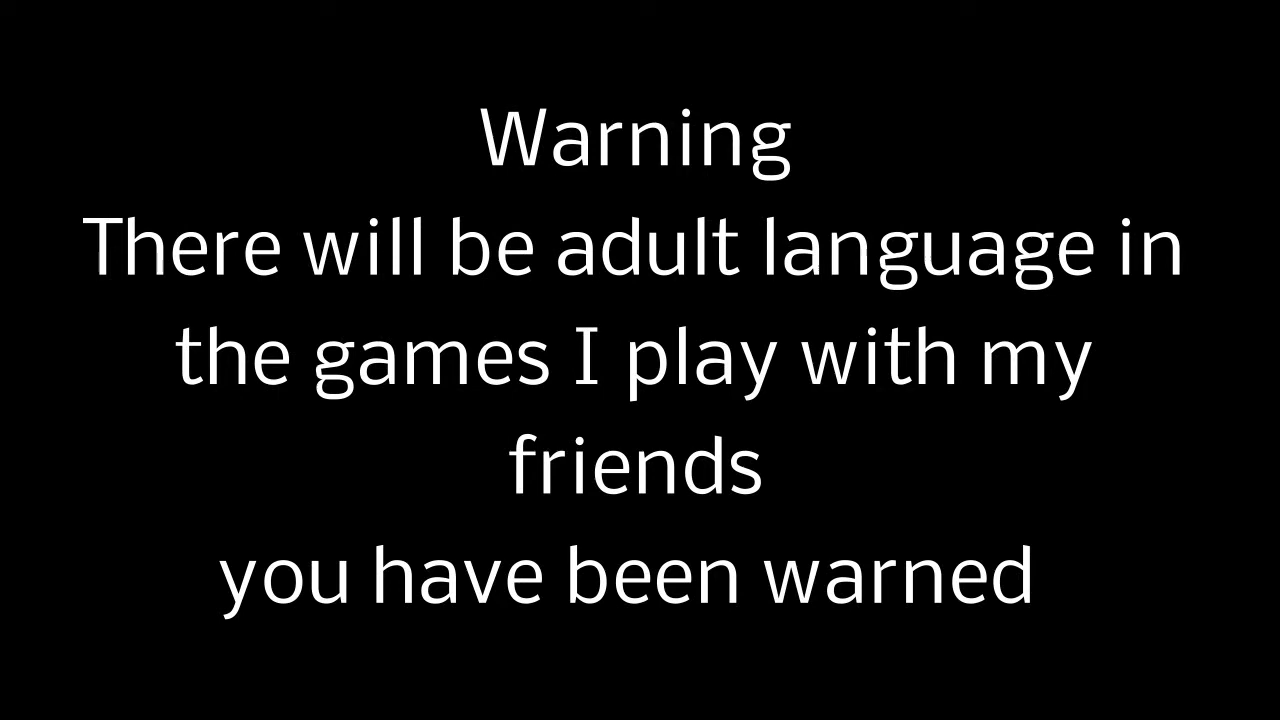 Warning
There will be adult language in
the games I play with my
friends
you have been warned